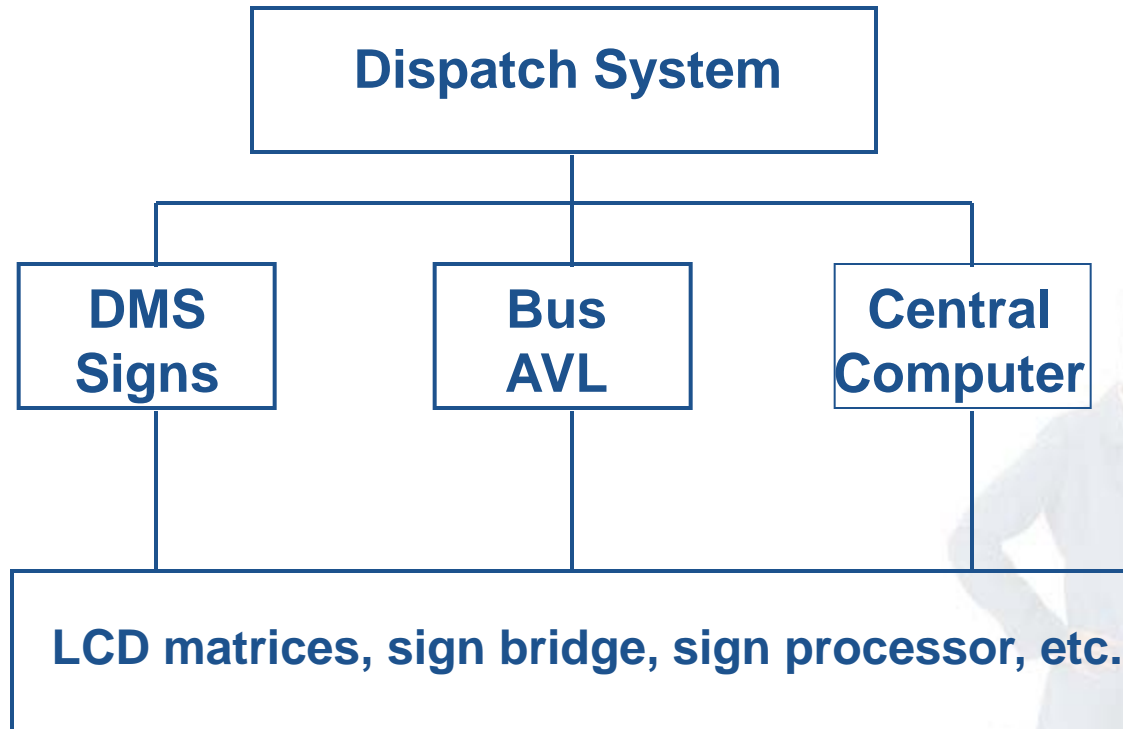 Dispatch System
DMS
Signs
Bus
AVL
Central
Computer
LCD matrices, sign bridge, sign processor, etc.